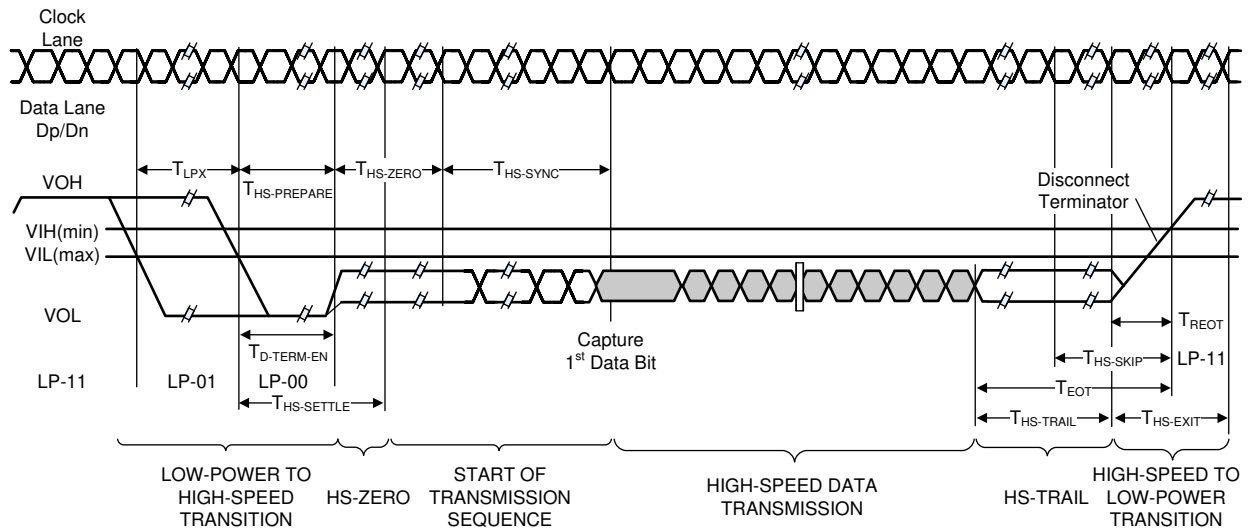 Clock
Lane
Data Lane
Dp/Dn
TLPX
THS-PREPARE
THS-ZERO
THS-SYNC
VOH
Disconnect
Terminator
VIH(min)
VIL(max)
VOL
TD-TERM-EN
Capture
1st Data Bit
TREOT
THS-SKIP
LP-11
LP-11
LP-01
LP-00
TEOT
THS-SETTLE
THS-TRAIL
THS-EXIT
LOW-POWER TO
HIGH-SPEED
TRANSITION
HS-ZERO
START OF
TRANSMISSION
SEQUENCE
HIGH-SPEED DATA
TRANSMISSION
HS-TRAIL
HIGH-SPEED TO
LOW-POWER
TRANSITION